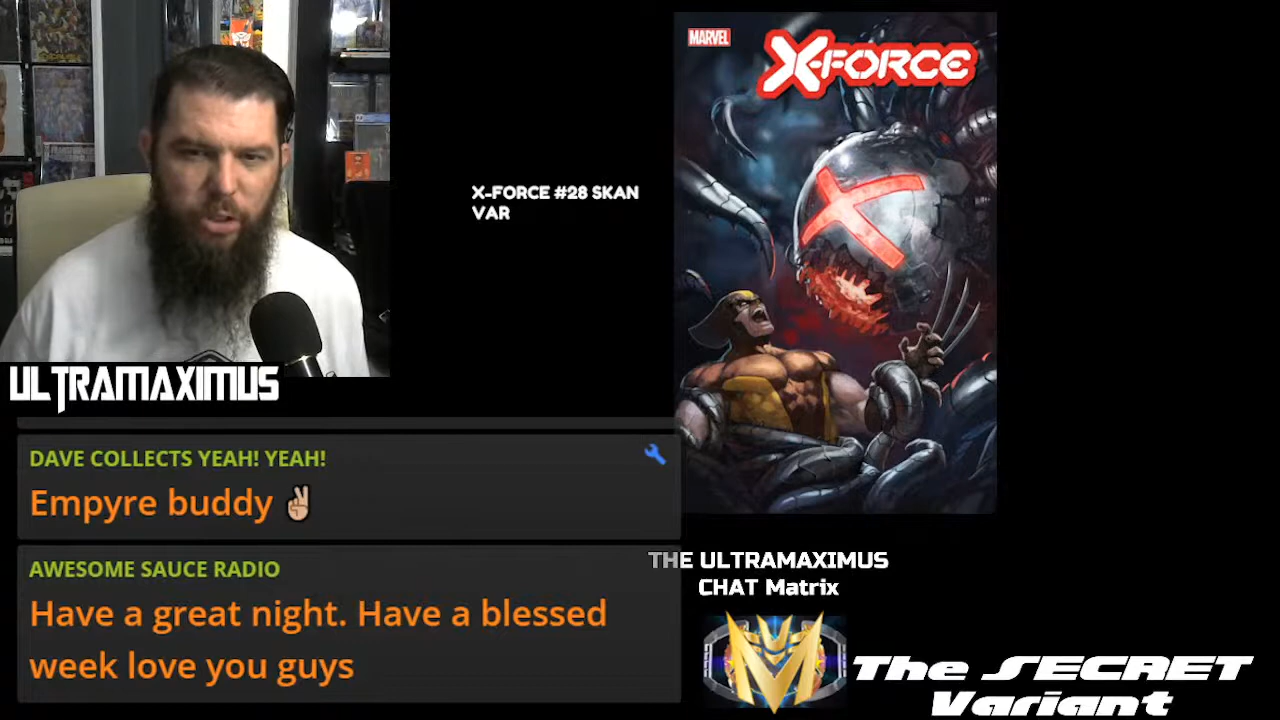 MARVEL
X-FORCE
X-FORCE #28 SKAN
VAR
ULTRAMAXIMUS
DAVE COLLECTS YEAH! YEAH!
Empyre buddy ✌🏼
AWESOME SAUCE RADIO
Have a great night. Have a blessed
week love you guys
THE ULTRAMAXIMUS
CHAT Matrix
The SECRET
Variant